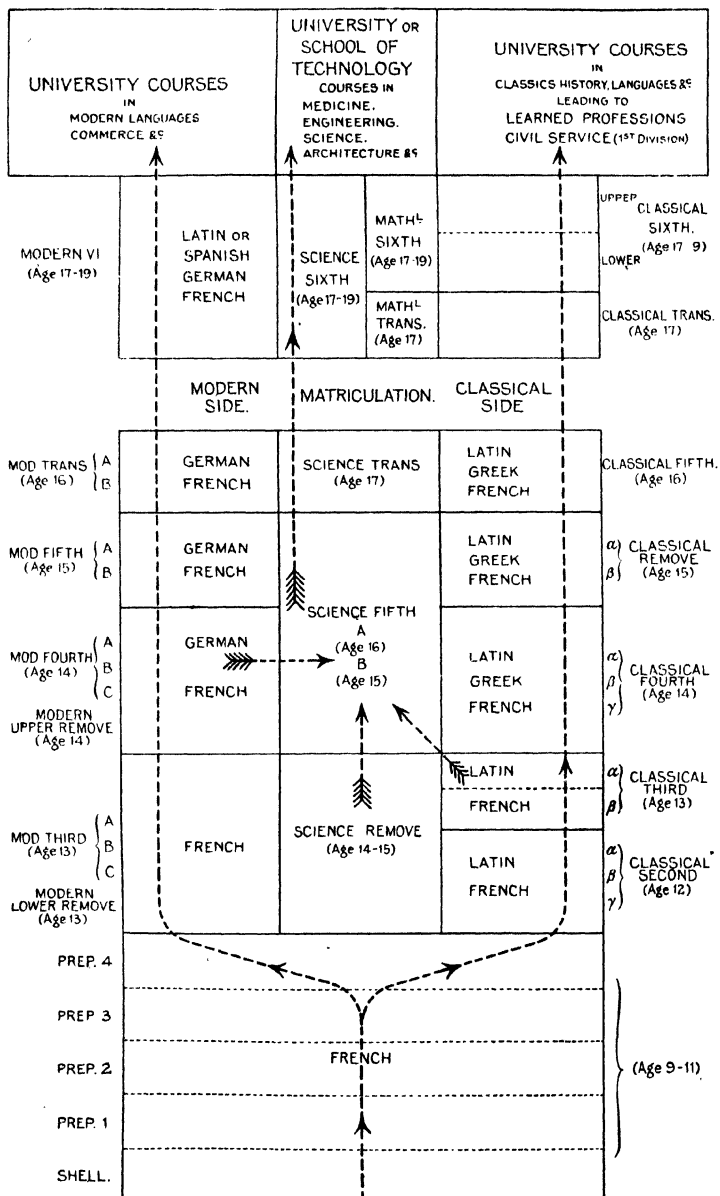 UNIVERSITY COURSES
IN
MODERN LANGUAGES
COMMERCE &c
UNIVERSITY OR
SCHOOL OF
TECHNOLOGY
COURSES IN
MEDICINE.
ENGINEERING.
SCIENCE.
ARCHITECTURE &c
UNIVERSITY COURSES
IN
CLASSICS HISTORY, LANGUAGES &c
LEADING TO
LEARNED PROFESSIONS
CIVIL SERVICE (1ST DIVISION)
MODERN VI
(Age 17-19)
LATIN OR
SPANISH
GERMAN
FRENCH
SCIENCE
SIXTH
(Age 17-19)
MATHL
SIXTH
(Age 17-19)
MATHL
TRANS.
(Age 17)
UPPER
CLASSICAL
SIXTH.
(Age 17 9)
LOWER
CLASSICAL TRANS.
(Age 17)
MODERN
SIDE.
MATRICULATION.
CLASSICAL
SIDE
MOD TRANS
(Age 16)
A
B
GERMAN
FRENCH
SCIENCE TRANS
(Age 17)
LATIN
GREEK
FRENCH
CLASSICAL FIFTH.
(Age 16)
MOD FIFTH
(Age 15)
A
B
GERMAN
FRENCH
LATIN
GREEK
FRENCH
α
β
CLASSICAL
REMOVE
(Age 15)
SCIENCE FIFTH
A
(Age 16)
B
(Age 15)
MOD FOURTH
(Age 14)
A
B
C
MODERN
UPPER REMOVE
(Age 14)
GERMAN
FRENCH
LATIN
GREEK
FRENCH
α
β
γ
CLASSICAL
FOURTH
(Age 14)
LATIN
FRENCH
α
β
CLASSICAL
THIRD
(Age 13)
MOD THIRD
(Age 13)
A
B
C
MODERN
LOWER REMOVE
(Age 13)
FRENCH
SCIENCE REMOVE
(Age 14-15)
LATIN
FRENCH
α
β
γ
CLASSICAL
SECOND
(Age 12)
PREP. 4
PREP 3
FRENCH
PREP. 2
(Age 9-11)
PREP. 1
SHELL.